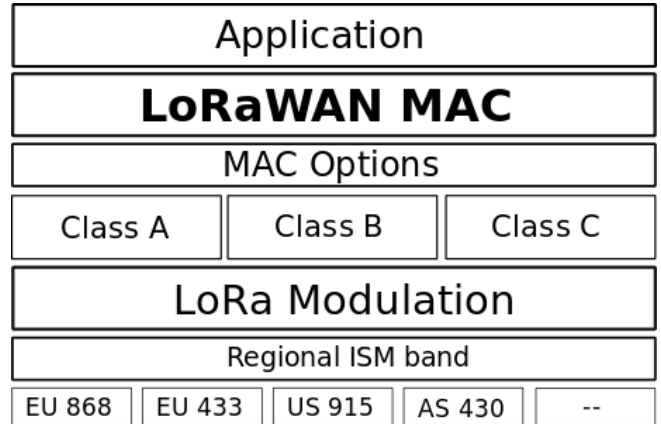 Application
LoRaWAN MAC
MAC Options
Class A Class B Class C
LoRa Modulation
Regional ISM band
EU 868 EU 433 US 915 AS 430 --